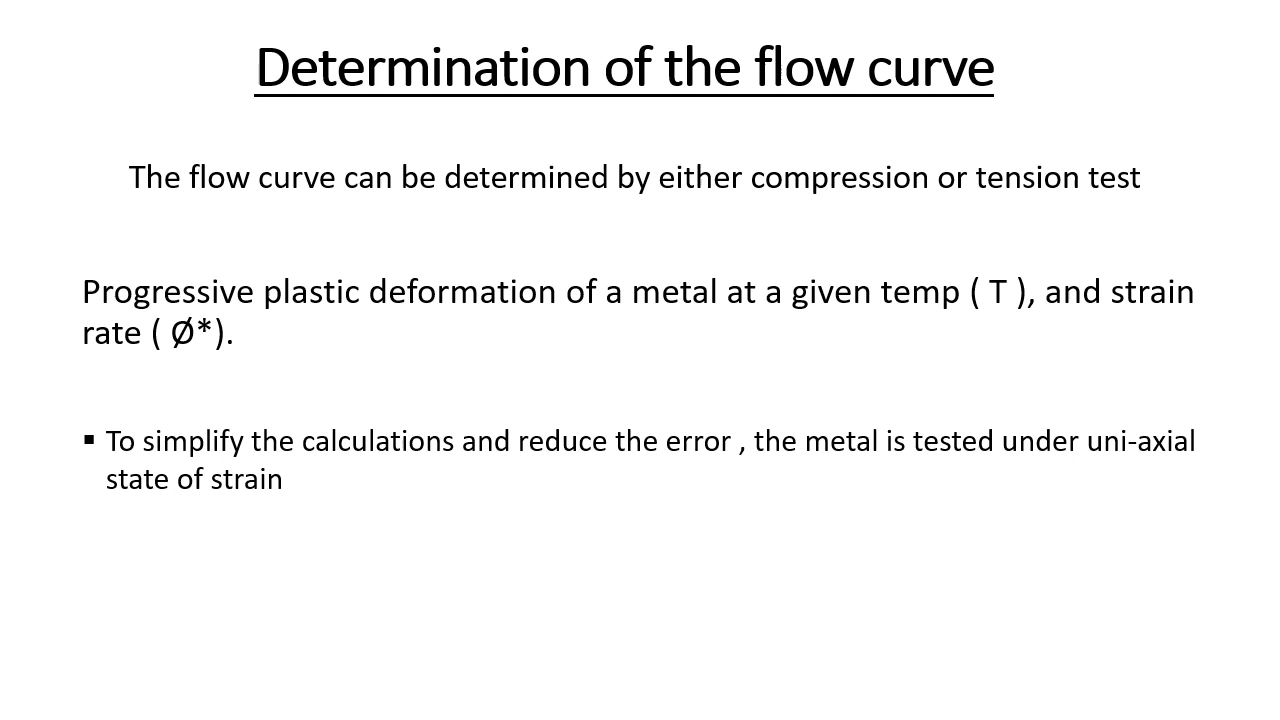 Determination of the flow curve
The flow curve can be determined by either compression or tension test
Progressive plastic deformation of a metal at a given temp ( T ), and strain
rate ( Ø*).
▪ To simplify the calculations and reduce the error , the metal is tested under uni-axial
state of strain